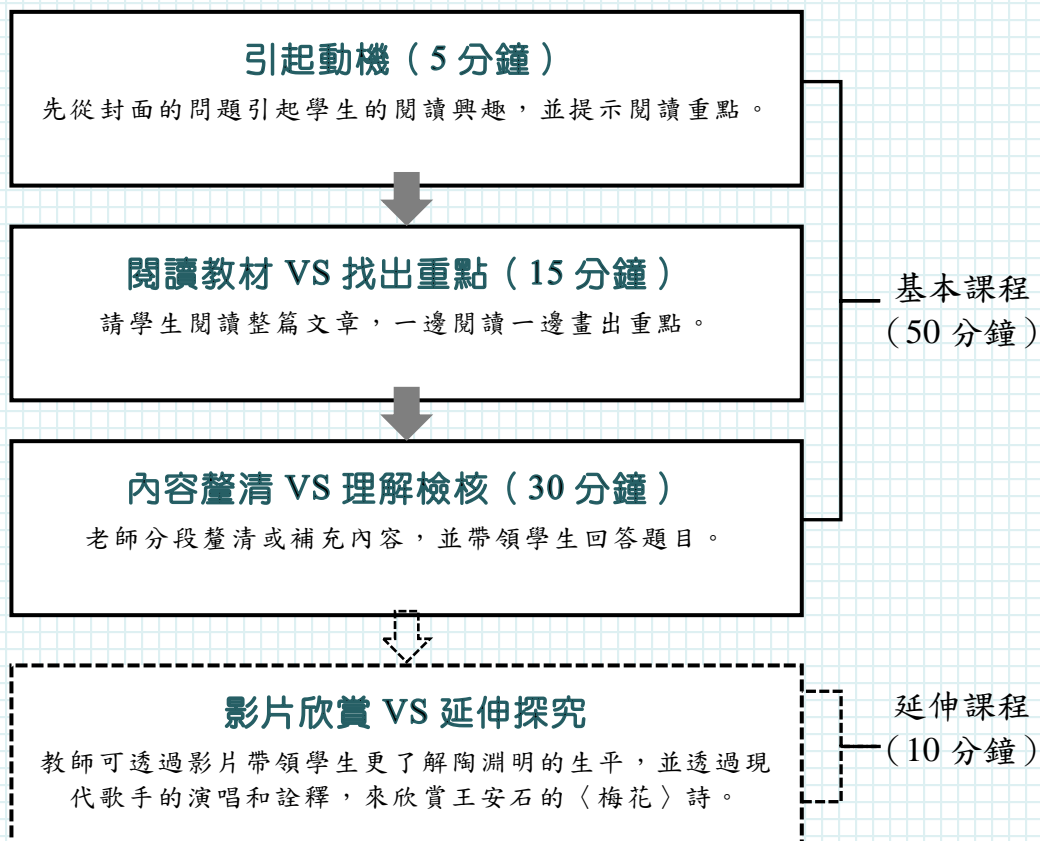 引起動機（5 分鐘）
先從封面的問題引起學生的閱讀興趣，並提示閱讀重點。
閱讀教材 VS 找出重點（15 分鐘）
請學生閱讀整篇文章，一邊閱讀一邊畫出重點。
基本課程
（50 分鐘）
內容釐清 VS 理解檢核（30 分鐘）
老師分段釐清或補充內容，並帶領學生回答題目。
影片欣賞 VS 延伸探究
教師可透過影片帶領學生更了解陶淵明的生平，並透過現
代歌手的演唱和詮釋，來欣賞王安石的〈梅花〉詩。
延伸課程
（10 分鐘）